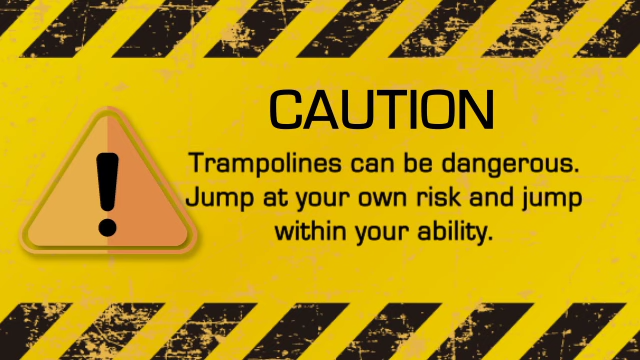 CAUTION
Trampolines can be dangerous.
Jump at your own risk and jump
within your ability.